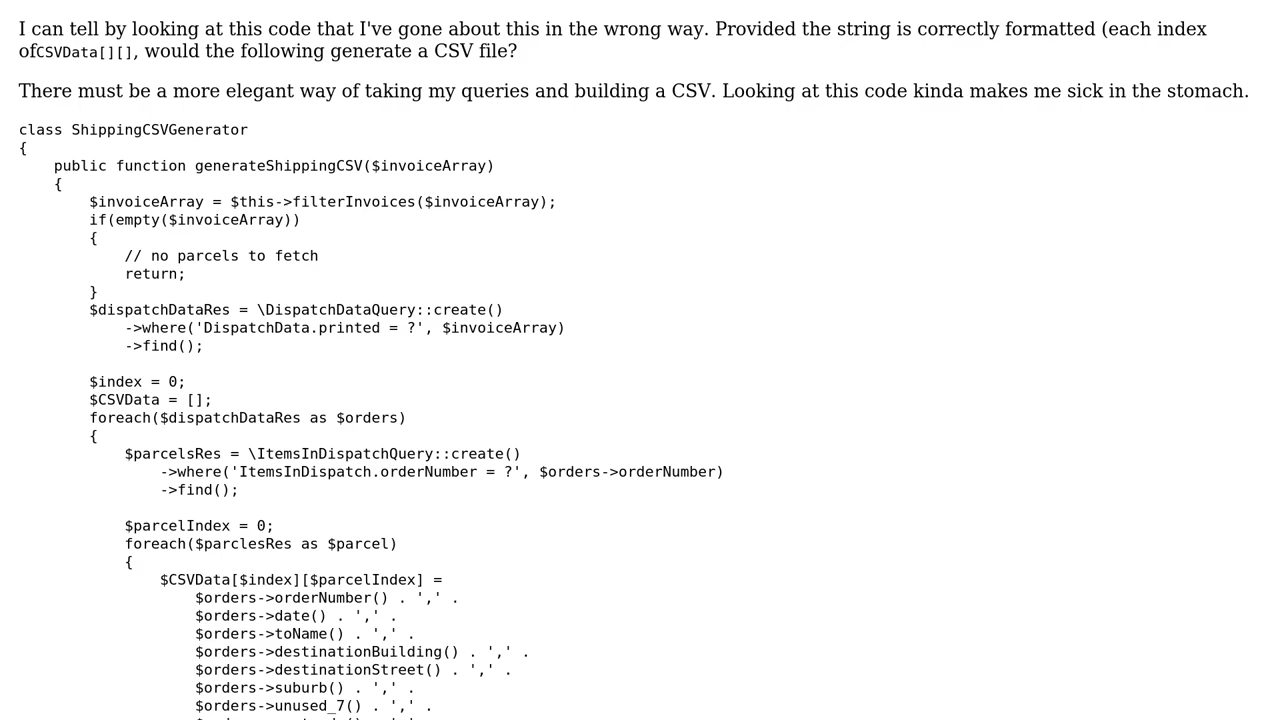 I can tell by looking at this code that I've gone about this in the wrong way. Provided the string is correctly formatted (each index
ofCSVData[][], would the following generate a CSV file?
There must be a more elegant way of taking my queries and building a CSV. Looking at this code kinda makes me sick in the stomach.
class ShippingCSVGenerator
{
    public function generateShippingCSV($invoiceArray)
    {
        $invoiceArray = $this->filterInvoices($invoiceArray);
        if(empty($invoiceArray))
        {
            // no parcels to fetch
            return;
        }
        $dispatchDataRes = \DispatchDataQuery::create()
            ->where('DispatchData.printed = ?', $invoiceArray)
            ->find();
        $index = 0;
        $CSVData = [];
        foreach($dispatchDataRes as $orders)
        {
            $parcelsRes = \ItemsInDispatchQuery::create()
                ->where('ItemsInDispatch.orderNumber = ?', $orders->orderNumber)
                ->find();
            $parcelIndex = 0;
            foreach($parclesRes as $parcel)
            {
                $CSVData[$index][$parcelIndex] =
                    $orders->orderNumber() . ',' .
                    $orders->date() . ',' .
                    $orders->toName() . ',' .
                    $orders->destinationBuilding() . ',' .
                    $orders->destinationStreet() . ',' .
                    $orders->suburb() . ',' .
                    $orders->unused_7() . ',' .